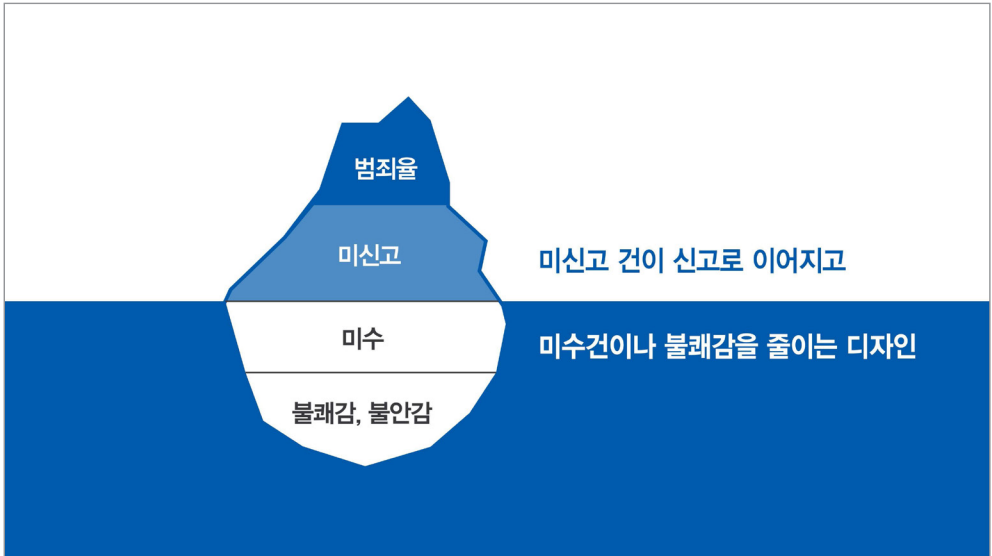 범죄율
미신고
미신고 건이 신고로 이어지고
미수
미수건이나 불쾌감을 줄이는 디자인
불쾌감, 불안감